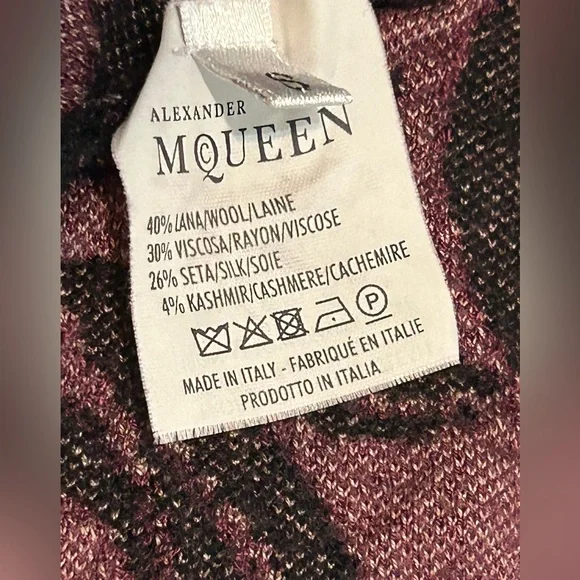 ALEXANDER
MCQUEEN
40% LANA/WOOL/LAINE
30% VISCOSA/RAYON/VISCOSE
26% SETA/SILK/SOIE
4% KASHMIR/CASHMERE/CACHEMIRE
P
MADE IN ITALY - FABRIQUÉ EN ITALIE
PRODOTTO IN ITALIA